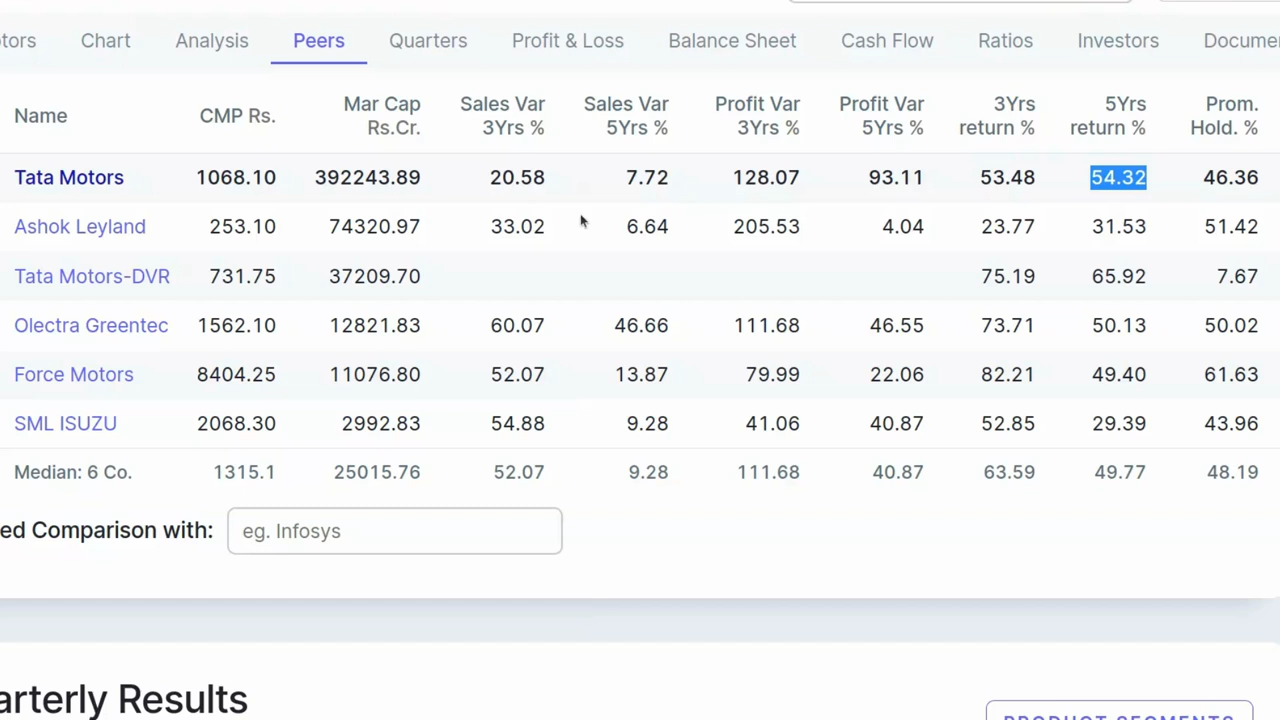 tors Chart Analysis Peers Quarters Profit & Loss Balance Sheet Cash Flow Ratios Investors Documen
Name CMP Rs. Mar Cap Rs.Cr. Sales Var 3Yrs % Sales Var 5Yrs % Profit Var 3Yrs % Profit Var 5Yrs % 3Yrs return % 5Yrs return % Prom. Hold. %
Tata Motors 1068.10 392243.89 20.58 7.72 128.07 93.11 53.48 54.32 46.36
Ashok Leyland 253.10 74320.97 33.02 6.64 205.53 4.04 23.77 31.53 51.42
Tata Motors-DVR 731.75 37209.70 75.19 65.92 7.67
Olectra Greentec 1562.10 12821.83 60.07 46.66 111.68 46.55 73.71 50.13 50.02
Force Motors 8404.25 11076.80 52.07 13.87 79.99 22.06 82.21 49.40 61.63
SML ISUZU 2068.30 2992.83 54.88 9.28 41.06 40.87 52.85 29.39 43.96
Median: 6 Co. 1315.1 25015.76 52.07 9.28 111.68 40.87 63.59 49.77 48.19
ed Comparison with: eg. Infosys
arterly Results
PRODUCT SEGMENTS